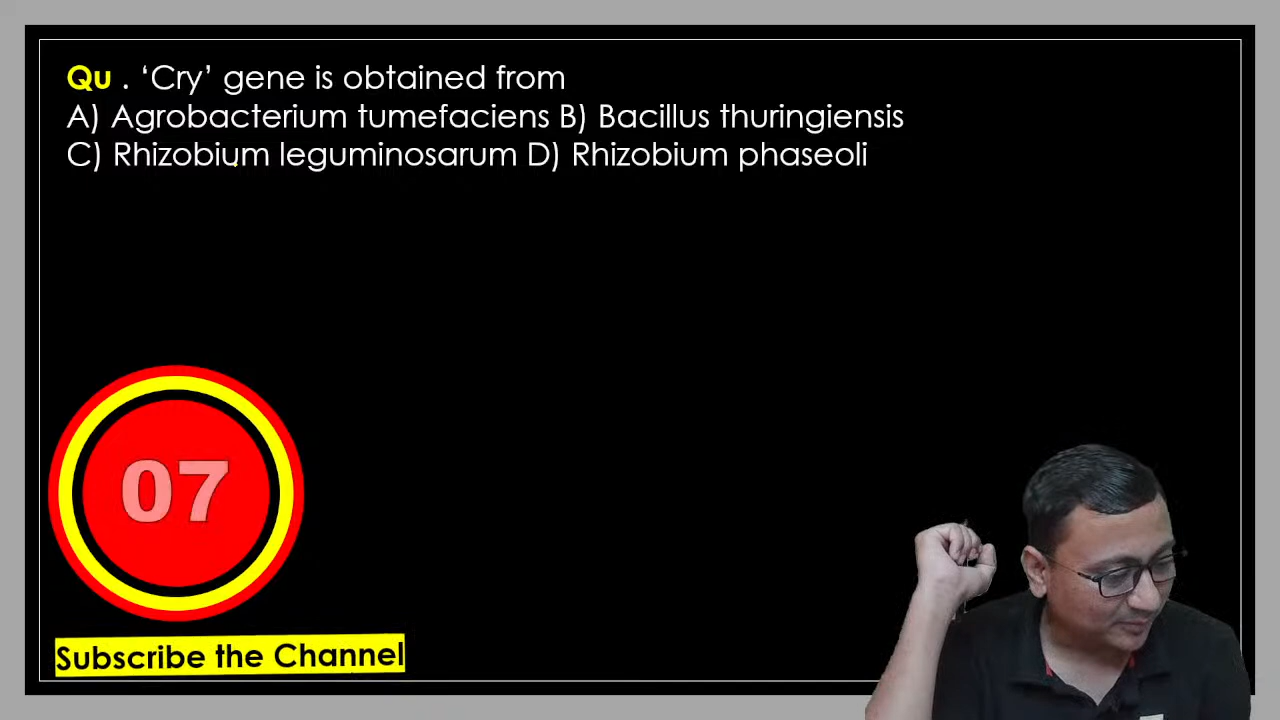 Qu . ‘Cry’ gene is obtained from
A) Agrobacterium tumefaciens B) Bacillus thuringiensis
C) Rhizobium leguminosarum D) Rhizobium phaseoli
07
Subscribe the Channel